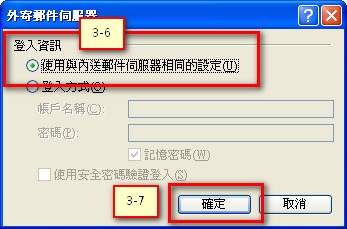 外寄郵件伺服器
3-6
登入資訊
使用與內送郵件伺服器相同的設定(U)
登入方式(O)
帳戶名稱(C):
密碼(P):
記憶密碼(W)
使用安全密碼驗證登入(S)
3-7
確定
取消